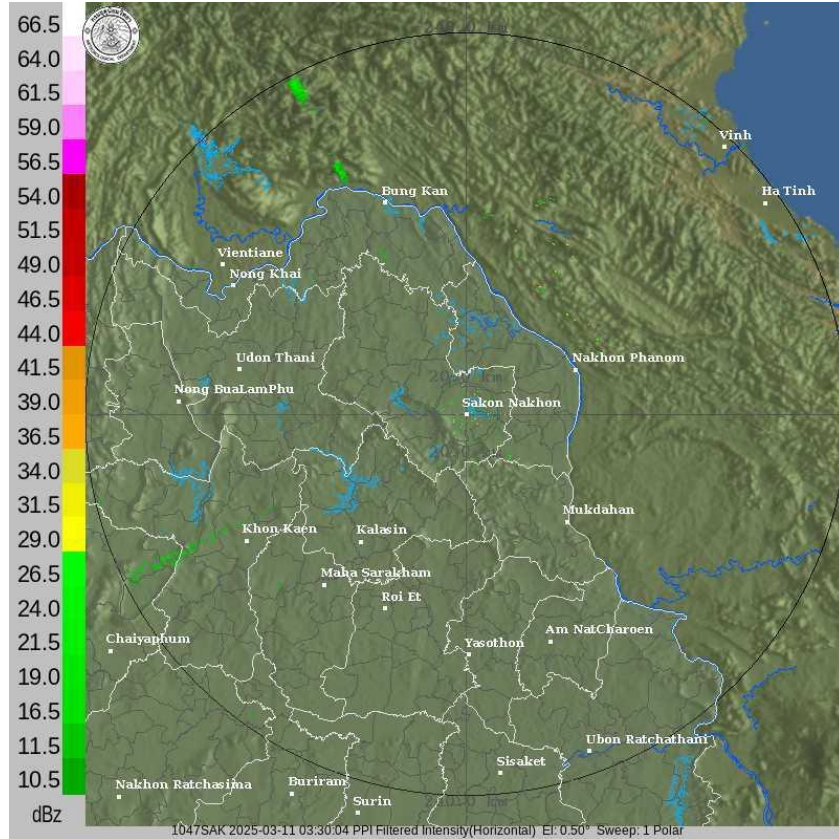 66.5
64.0
61.5
59.0
56.5
54.0
51.5
49.0
46.5
44.0
41.5
39.0
36.5
34.0
31.5
29.0
26.5
24.0
21.5
19.0
16.5
11.5
10.5
dBz
Vinh
Ha Tinh
Bung Kan
Vientiane
Nong Khai
Udon Thani
Nakhon Phanom
Nong BuaLamPhu
Sakon Nakhon
Mukdahan
Khon Kaen
Kalasin
Maha Sarakham
Roi Et
Chaiyaphum
Yasothon
Am NatCharoen
Ubon Ratchathani
Sisaket
Nakhon Ratchasima
Buriram
Surin
1047SAK 2025-03-11 03:30:04 PPI Filtered Intensity(Horizontal) El: 0.50° Sweep: 1 Polar